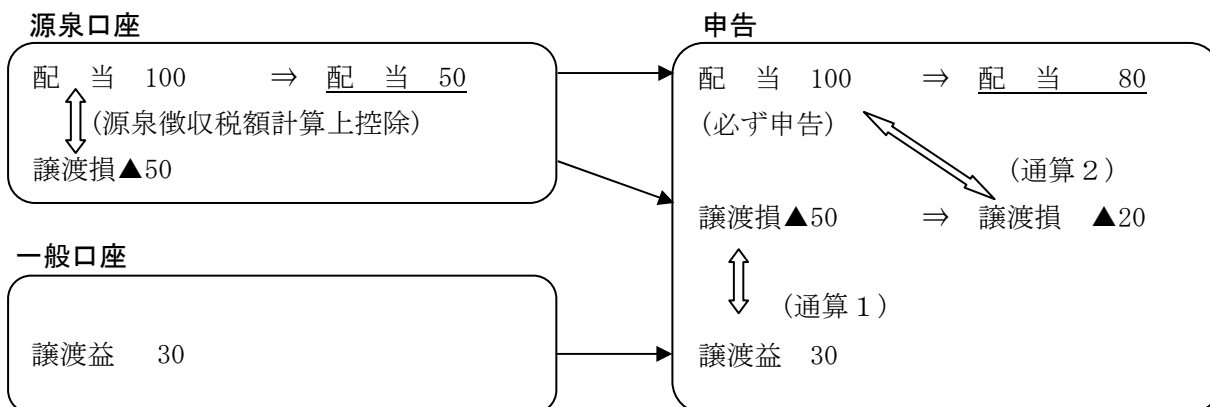 源泉口座
配　当　100　⇒　配　当　50
(源泉徴収税額計算上控除)
譲渡損▲50
一般口座
譲渡益　30
申告
配　当　100　⇒　配　当　80
(必ず申告)
(通算２)
譲渡損▲50　⇒　譲渡損　▲20
(通算１)
譲渡益　30